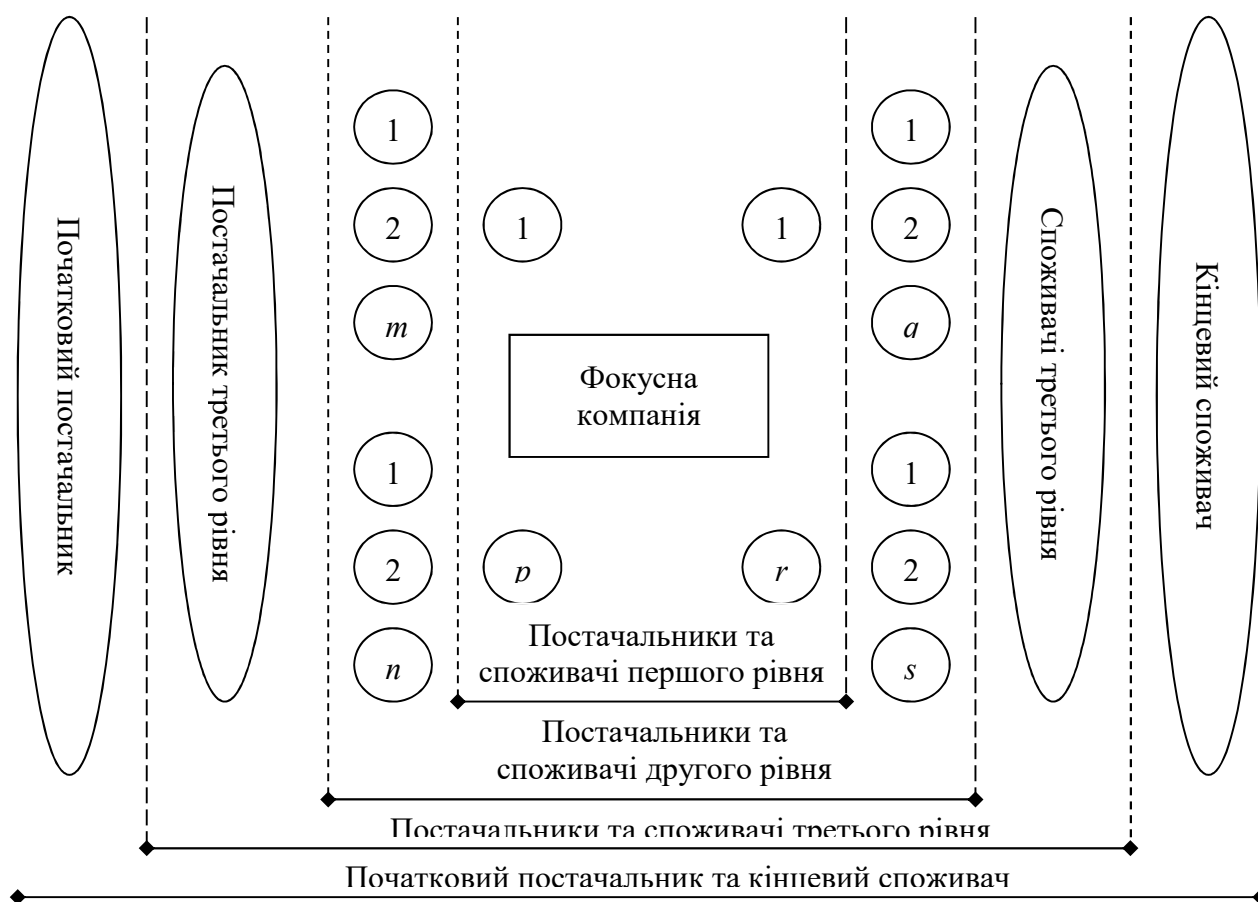 Початковий постачальник
Постачальник третього рівня
1
2
m
1
2
n
1
p
Фокусна
компанія
1
r
1
2
a
1
2
s
Споживачі третього рівня
Кінцевий споживач
Постачальники та
споживачі першого рівня
Постачальники та
споживачі другого рівня
Постачальники та споживачі третього рівня
Початковий постачальник та кінцевий споживач